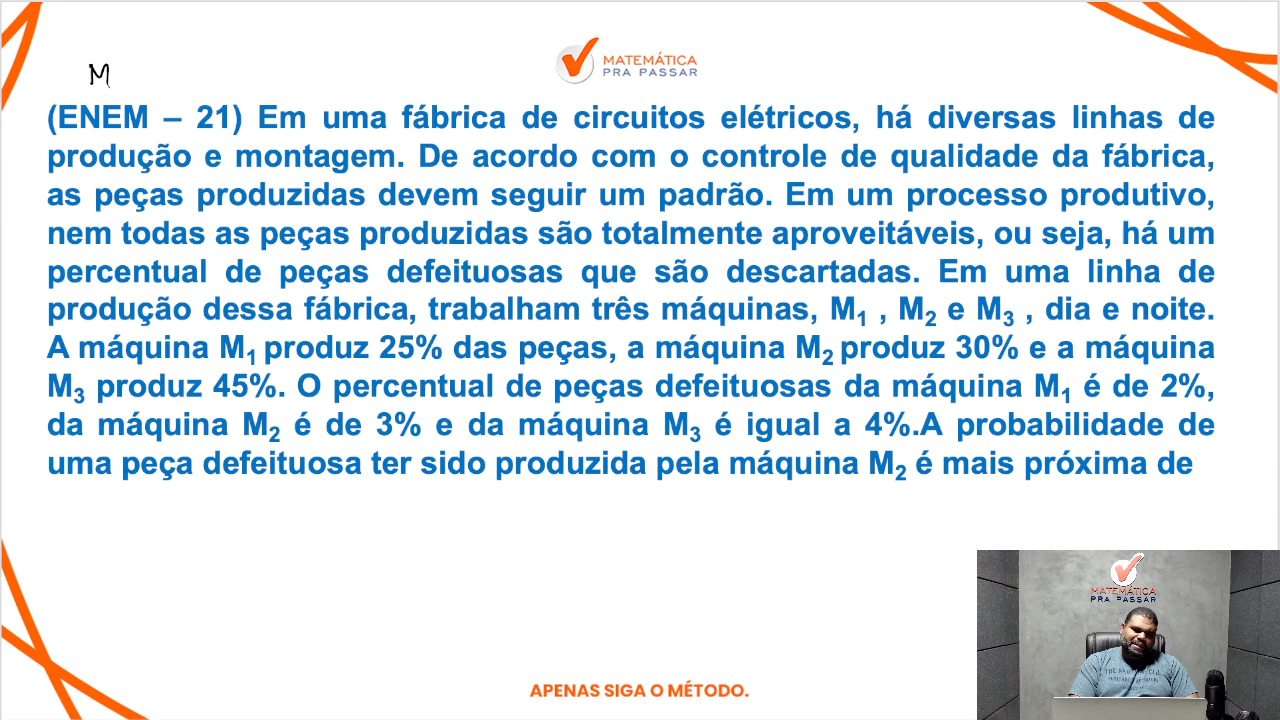 M
MATEMÁTICA
PRA PASSAR
(ENEM – 21) Em uma fábrica de circuitos elétricos, há diversas linhas de
produção e montagem. De acordo com o controle de qualidade da fábrica,
as peças produzidas devem seguir um padrão. Em um processo produtivo,
nem todas as peças produzidas são totalmente aproveitáveis, ou seja, há um
percentual de peças defeituosas que são descartadas. Em uma linha de
produção dessa fábrica, trabalham três máquinas, M₁ , M₂ e M₃ , dia e noite.
A máquina M₁ produz 25% das peças, a máquina M₂ produz 30% e a máquina
M₃ produz 45%. O percentual de peças defeituosas da máquina M₁ é de 2%,
da máquina M₂ é de 3% e da máquina M₃ é igual a 4%.A probabilidade de
uma peça defeituosa ter sido produzida pela máquina M₂ é mais próxima de
MATEMÁTICA
PRA PASSAR
APENAS SIGA O MÉTODO.